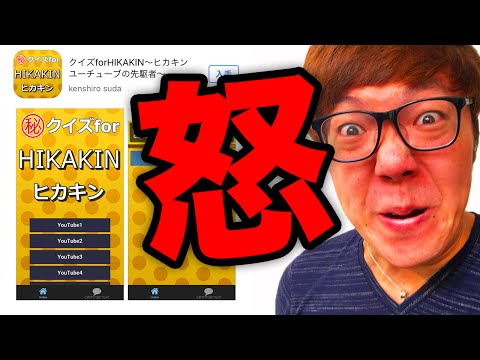 ㊙クイズfor
HIKAKIN
ヒカキン
クイズforHIKAKIN〜ヒカキン
ユーチューブの先駆者〜
kenshiro suda
入手
㊙クイズfor
HIKAKIN
ヒカキン
YouTube1
YouTube2
YouTube3
YouTube4
怒